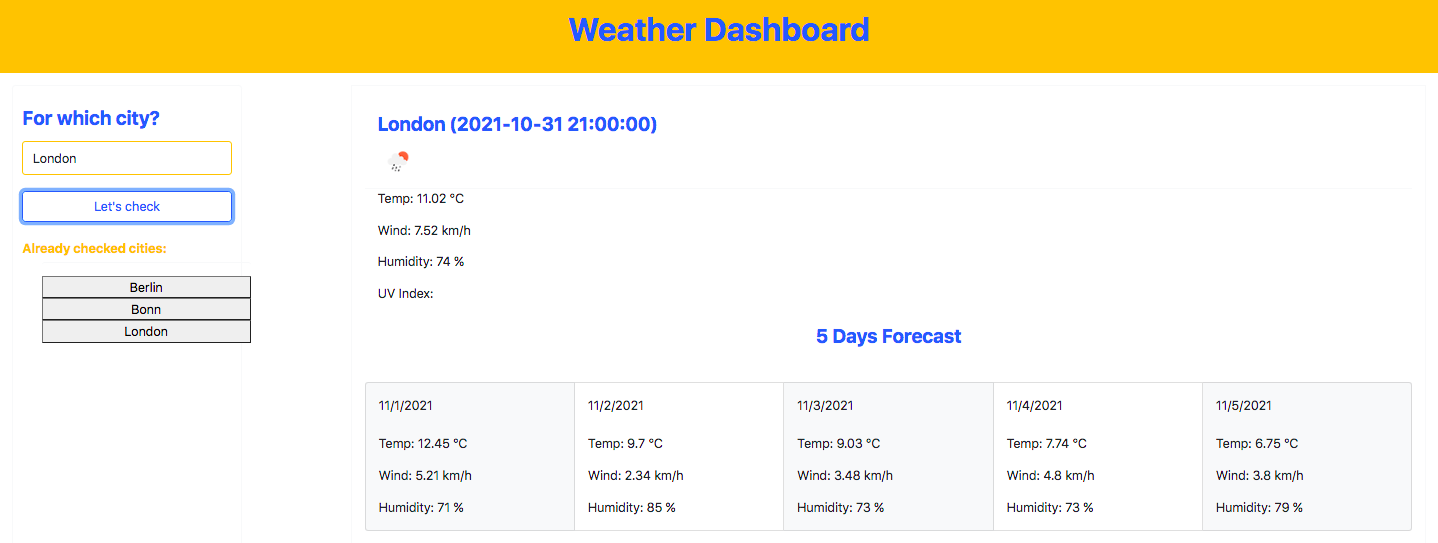 Weather Dashboard
For which city?
London
Let's check
Already checked cities:
Berlin
Bonn
London
London (2021-10-31 21:00:00)
Temp: 11.02 °C
Wind: 7.52 km/h
Humidity: 74 %
UV Index:
5 Days Forecast
11/1/2021
Temp: 12.45 °C
Wind: 5.21 km/h
Humidity: 71 %
11/2/2021
Temp: 9.7 °C
Wind: 2.34 km/h
Humidity: 85 %
11/3/2021
Temp: 9.03 °C
Wind: 3.48 km/h
Humidity: 73 %
11/4/2021
Temp: 7.74 °C
Wind: 4.8 km/h
Humidity: 73 %
11/5/2021
Temp: 6.75 °C
Wind: 3.8 km/h
Humidity: 79 %